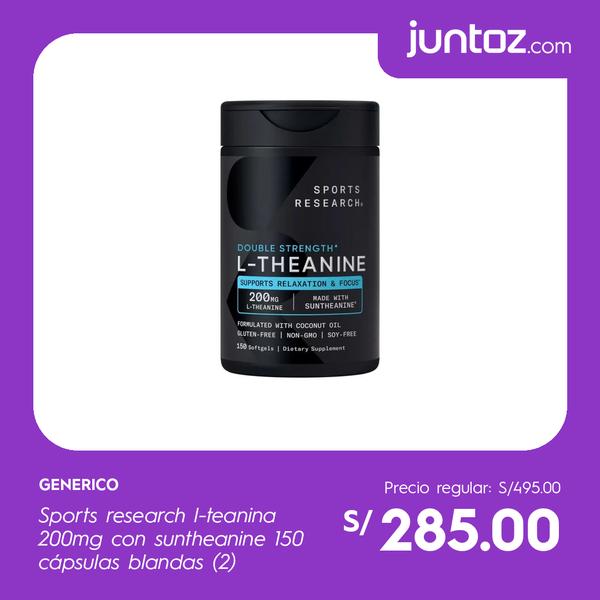 juntoz.com
SPORTS
RESEARCH®
DOUBLE STRENGTH*
L-THEANINE
SUPPORTS RELAXATION & FOCUS*
200MG
L-THEANINE
MADE WITH
SUNTHEANINE®
FORMULATED WITH COCONUT OIL
GLUTEN-FREE | NON-GMO | SOY-FREE
150 Softgels | Dietary Supplement
GENERICO
Sports research l-teanina
200mg con suntheanine 150
cápsulas blandas (2)
Precio regular: S/495.00
S/ 285.00